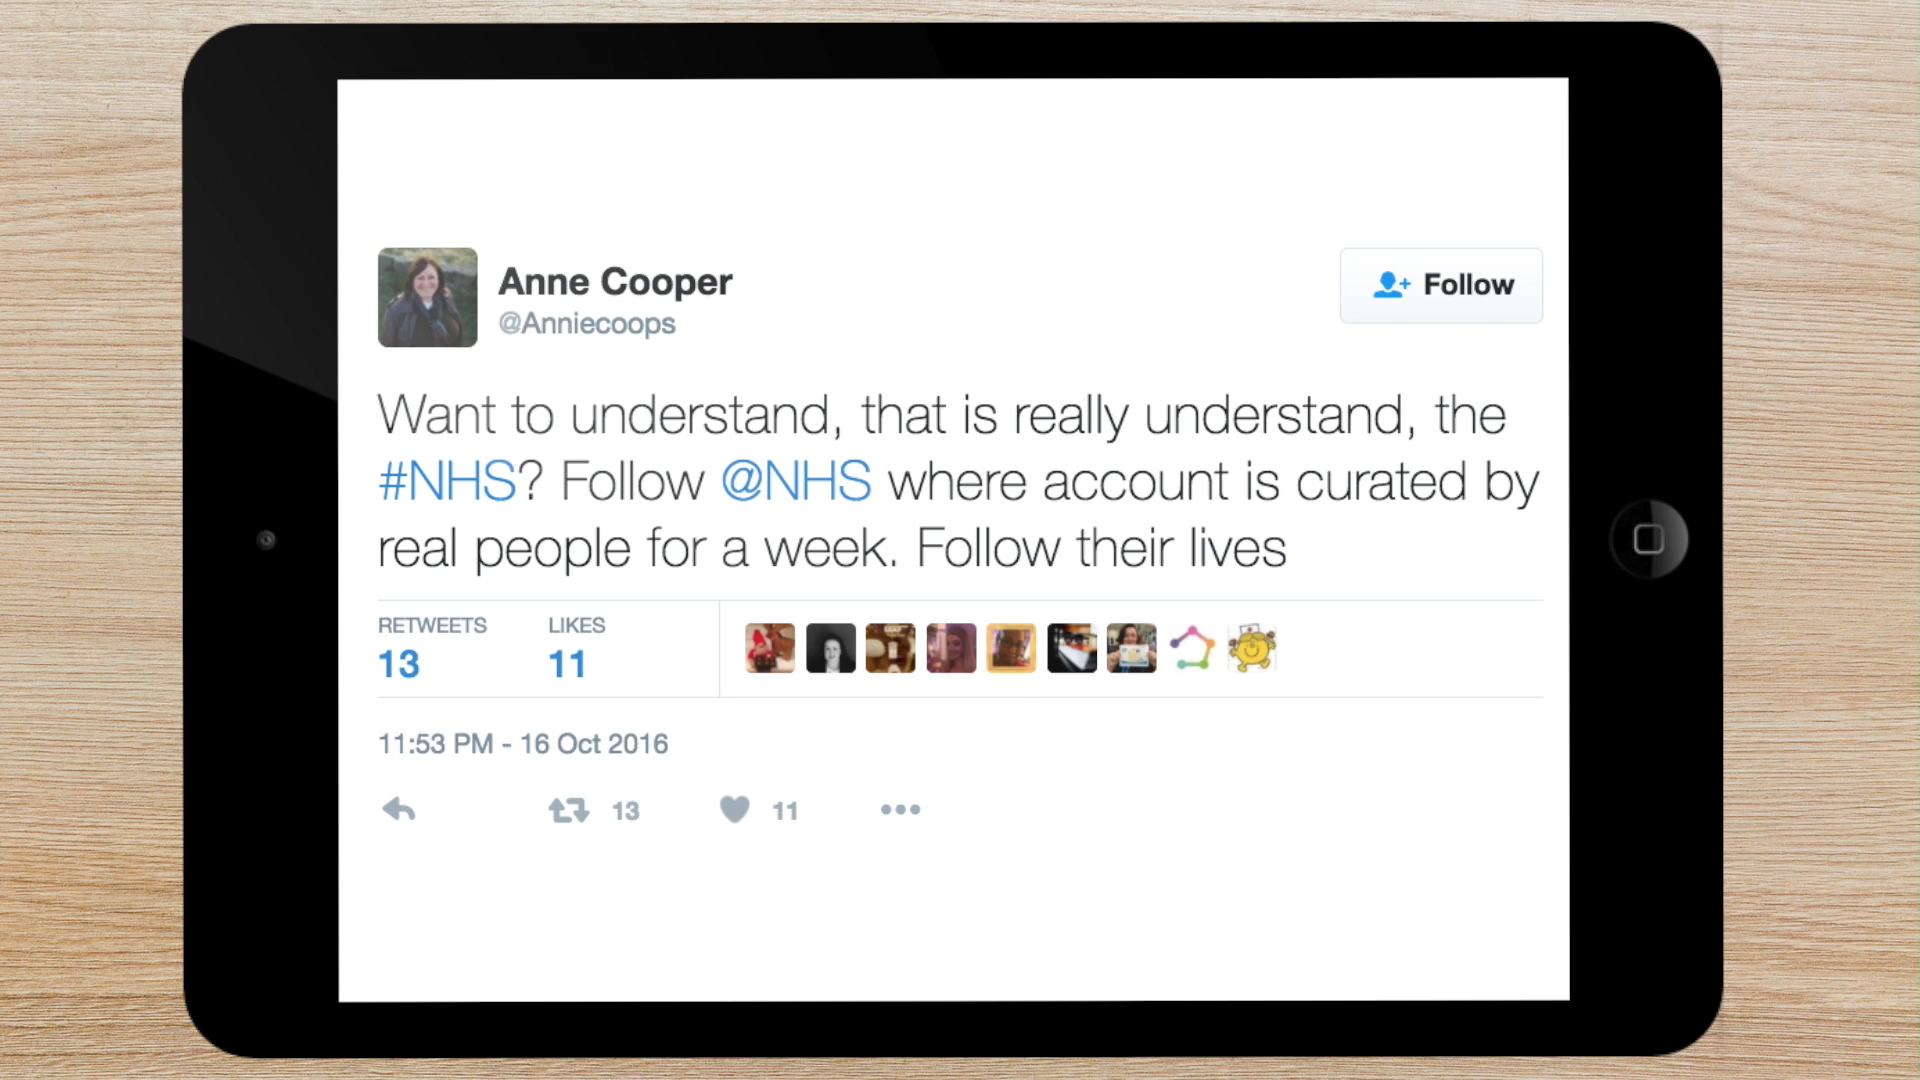 Anne Cooper
@Anniecoops
Follow
Want to understand, that is really understand, the
#NHS? Follow @NHS where account is curated by
real people for a week. Follow their lives
RETWEETS LIKES
13 11
11:53 PM - 16 Oct 2016
13 11